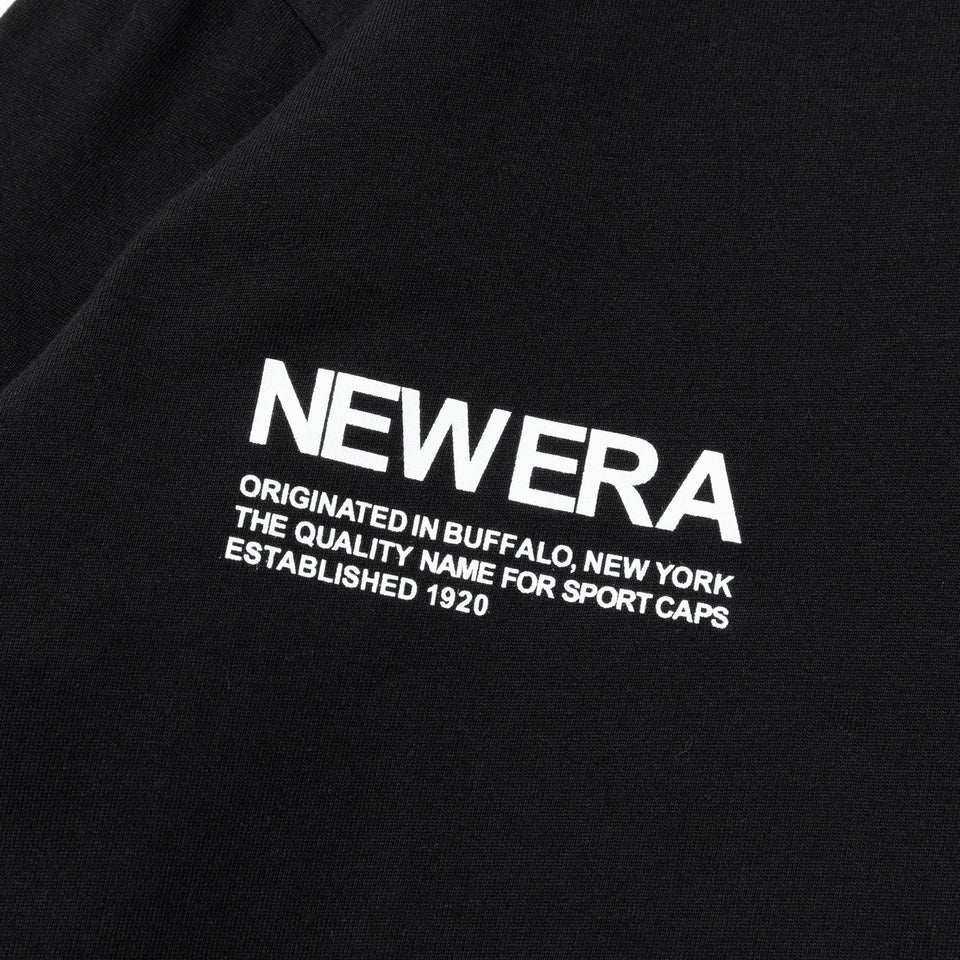 NEW ERA
ORIGINATED IN BUFFALO, NEW YORK
THE QUALITY NAME FOR SPORT CAPS
ESTABLISHED 1920